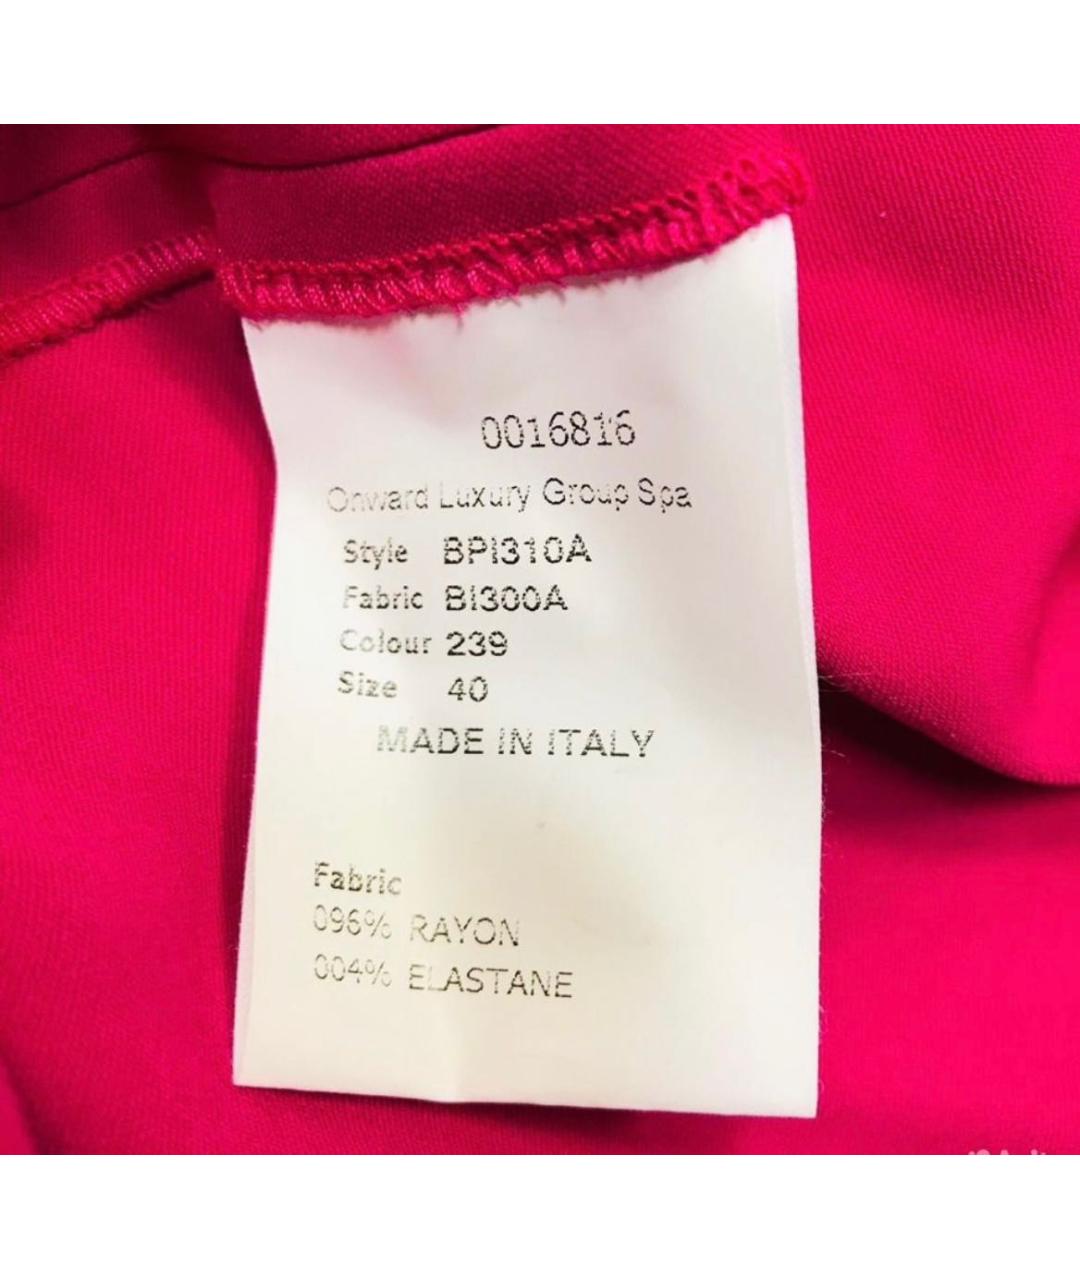 0016816
Onward Luxury Group Spa
Style BPI310A
Fabric BI300A
Colour 239
Size 40
MADE IN ITALY
Fabric
096% RAYON
004% ELASTANE